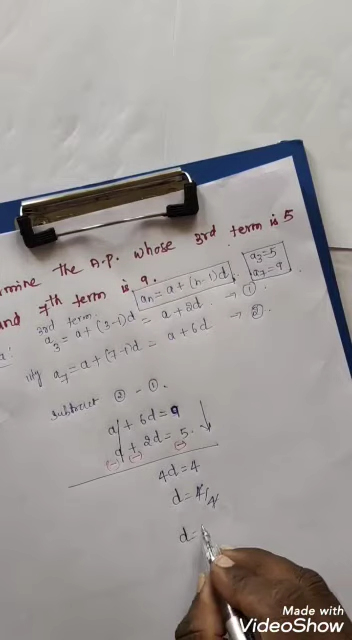 rmine the A.P. whose 3rd term is 5
and 7th term is 9.
an = a + (n-1)d.
a3 = 5
a7 = 9
3rd term
a3 = a + (3-1)d = a + 2d → ①
lly a7 = a + (7-1)d = a + 6d → ②.
Subtract ② - ①.
a + 6d = 9
a + 2d = 5.
(-) (-) (-)
4d = 4
d = 4/4
d =
Made with
VideoShow